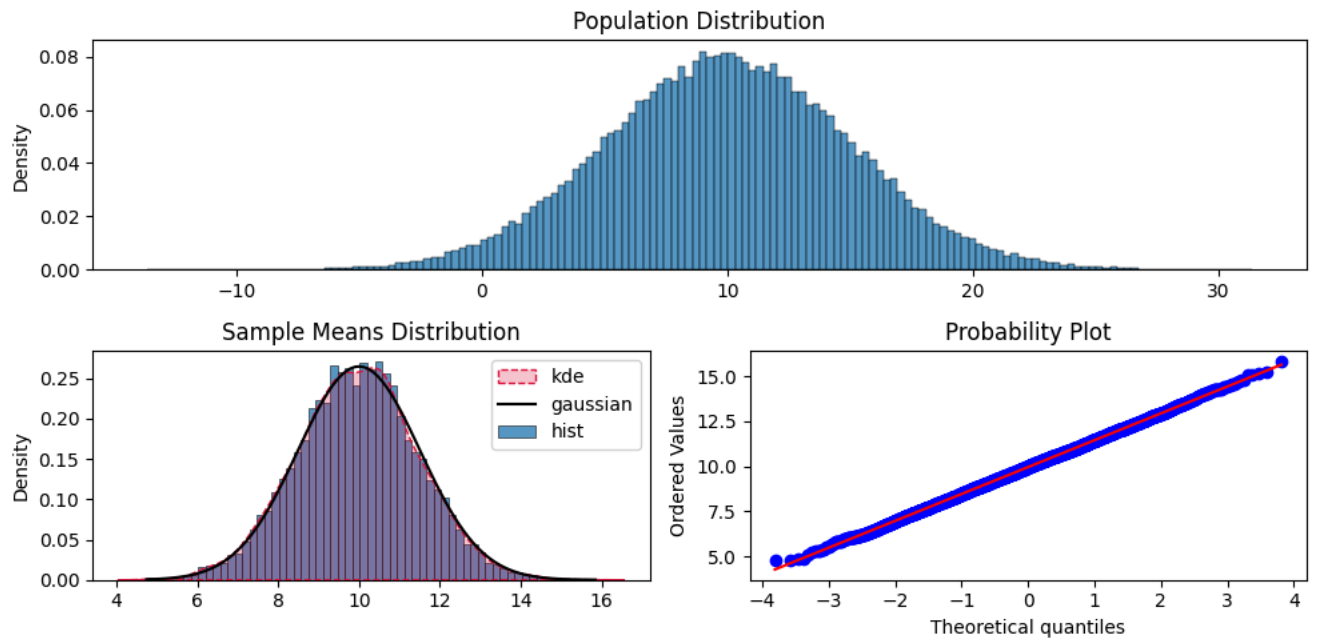 Population Distribution
Density
0.08
0.06
0.04
0.02
0.00
−10 0 10 20 30
Sample Means Distribution
Density
0.25
0.20
0.15
0.10
0.05
0.00
4 6 8 10 12 14 16
kde
gaussian
hist
Probability Plot
Ordered Values
15.0
12.5
10.0
7.5
5.0
−4 −3 −2 −1 0 1 2 3 4
Theoretical quantiles